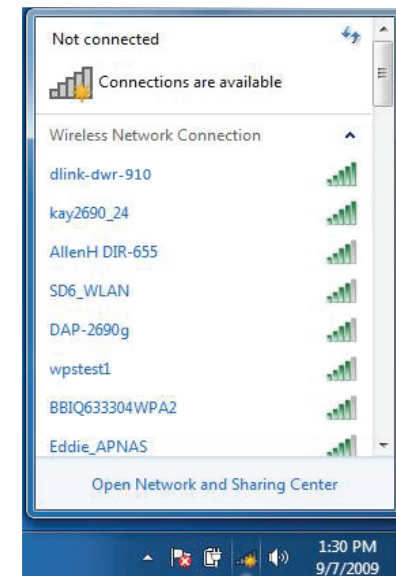 Not connected
Connections are available
Wireless Network Connection
dlink-dwr-910
kay2690_24
AllenH DIR-655
SD6_WLAN
DAP-2690g
wpstest1
BBIQ633304WPA2
Eddie_APNAS
Open Network and Sharing Center
1:30 PM
9/7/2009